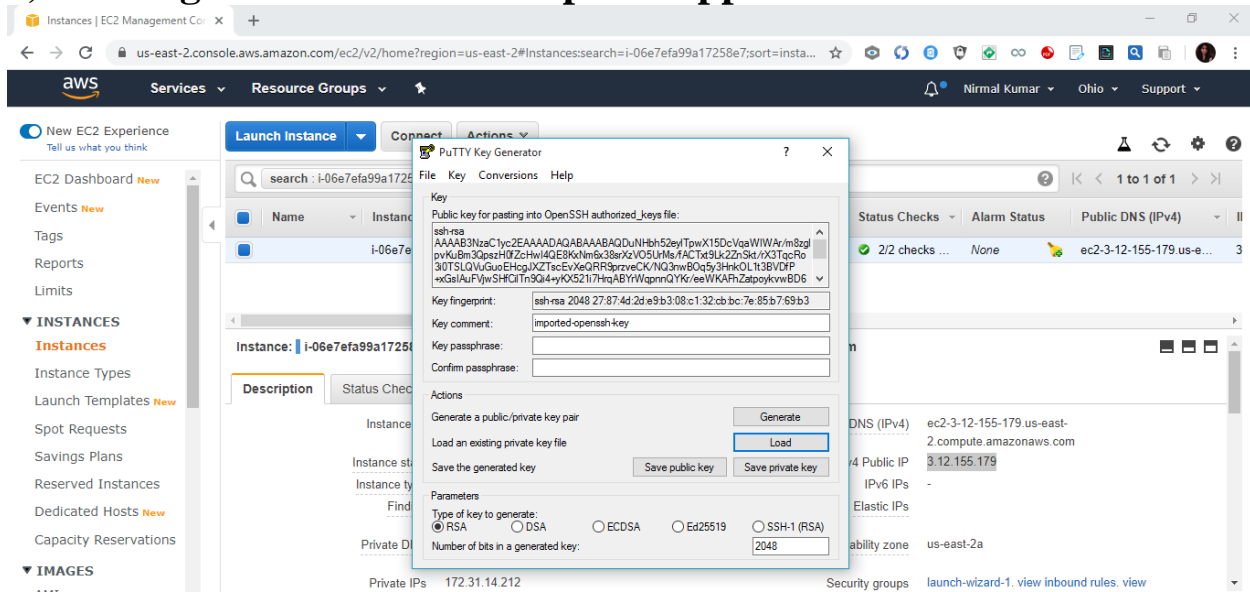 Instances | EC2 Management Con
us-east-2.console.aws.amazon.com/ec2/v2/home?region=us-east-2#Instances:search=i-06e7efa99a17258e7;sort=insta...
aws Services Resource Groups Nirmal Kumar Ohio Support
New EC2 Experience
Tell us what you think
EC2 Dashboard New
Events New
Tags
Reports
Limits
INSTANCES
Instances
Instance Types
Launch Templates New
Spot Requests
Savings Plans
Reserved Instances
Dedicated Hosts New
Capacity Reservations
IMAGES
Launch Instance Connect Actions
search : i-06e7efa99a1725 1 to 1 of 1
Name Instanc Status Checks Alarm Status Public DNS (IPv4)
i-06e7e 2/2 checks ... None ec2-3-12-155-179.us-e... 3
Instance: i-06e7efa99a17258
Description Status Chec
Instance DNS (IPv4) ec2-3-12-155-179.us-east-
2.compute.amazonaws.com
Instance sta v4 Public IP 3.12.155.179
Instance ty IPv6 IPs -
Find Elastic IPs
Private D ability zone us-east-2a
Private IPs 172.31.14.212 Security groups launch-wizard-1. view inbound rules. view
PuTTY Key Generator ?
File Key Conversions Help
Key
Public key for pasting into OpenSSH authorized_keys file:
ssh-rsa
Key fingerprint: ssh-rsa 2048 27:87:4d:2d:e9:b3:08:c1:32:cb:bc:7e:85:b7:69:b3
Key comment: imported-openssh-key
Key passphrase:
Confirm passphrase:
Actions
Generate a public/private key pair Generate
Load an existing private key file Load
Save the generated key Save public key Save private key
Parameters
Type of key to generate:
RSA DSA ECDSA Ed25519 SSH-1 (RSA)
Number of bits in a generated key: 2048